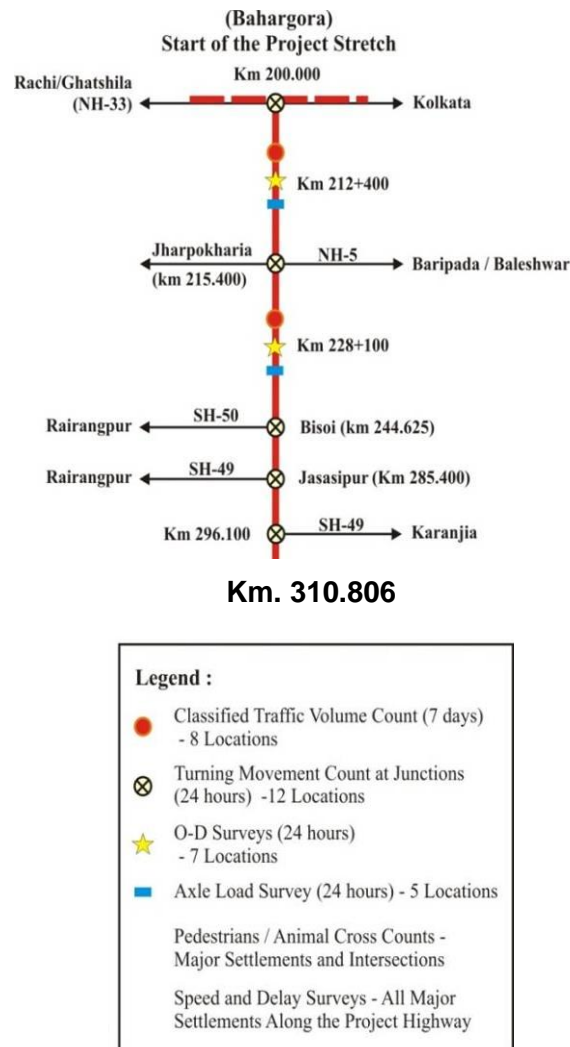 (Bahargora)
Start of the Project Stretch
Km 200.000
Rachi/Ghatshila
(NH-33)
Kolkata
Km 212+400
Jharpokharia
(km 215.400)
NH-5
Baripada / Baleshwar
Km 228+100
Rairangpur
SH-50
Bisoi (km 244.625)
Rairangpur
SH-49
Jasasipur (Km 285.400)
Km 296.100
SH-49
Karanjia
Km. 310.806
Legend :
Classified Traffic Volume Count (7 days)
- 8 Locations
Turning Movement Count at Junctions
(24 hours) -12 Locations
O-D Surveys (24 hours)
- 7 Locations
Axle Load Survey (24 hours) - 5 Locations
Pedestrians / Animal Cross Counts -
Major Settlements and Intersections
Speed and Delay Surveys - All Major
Settlements Along the Project Highway